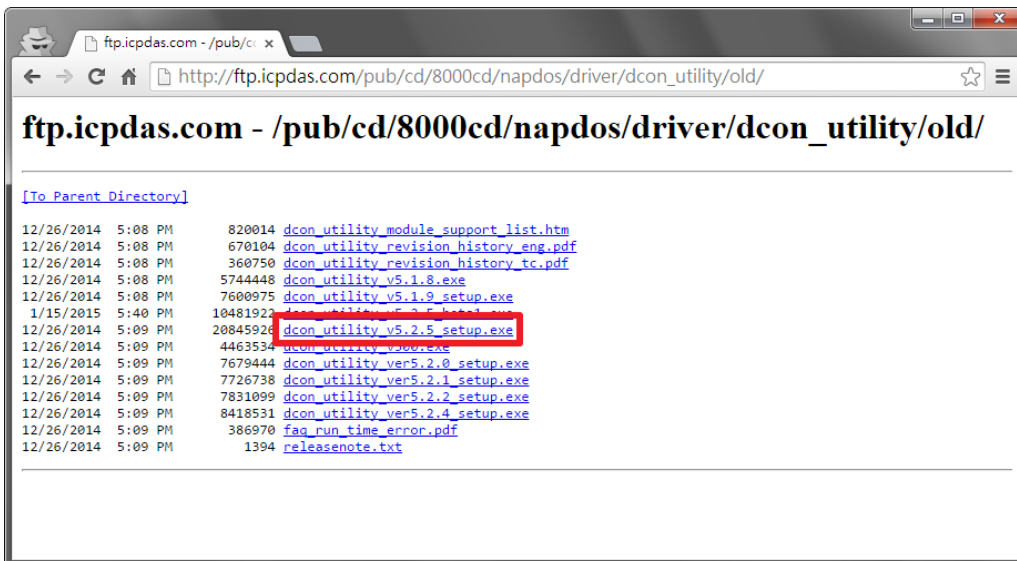 ftp.icpdas.com - /pub/cc
http://ftp.icpdas.com/pub/cd/8000cd/napdos/driver/dcon_utility/old/
ftp.icpdas.com - /pub/cd/8000cd/napdos/driver/dcon_utility/old/
[To Parent Directory]
12/26/2014 5:08 PM 820014 dcon_utility_module_support_list.htm
12/26/2014 5:08 PM 670104 dcon_utility_revision_history_eng.pdf
12/26/2014 5:08 PM 360750 dcon_utility_revision_history_tc.pdf
12/26/2014 5:08 PM 5744448 dcon_utility_v5.1.8.exe
12/26/2014 5:08 PM 7600975 dcon_utility_v5.1.9_setup.exe
1/15/2015 5:40 PM 10481922 dcon_utility_v5.2.5_beta1.exe
12/26/2014 5:09 PM 20845926 dcon_utility_v5.2.5_setup.exe
12/26/2014 5:09 PM 4463534 dcon_utility_v500.exe
12/26/2014 5:09 PM 7679444 dcon_utility_ver5.2.0_setup.exe
12/26/2014 5:09 PM 7726738 dcon_utility_ver5.2.1_setup.exe
12/26/2014 5:09 PM 7831099 dcon_utility_ver5.2.2_setup.exe
12/26/2014 5:09 PM 8418531 dcon_utility_ver5.2.4_setup.exe
12/26/2014 5:09 PM 386970 faq_run_time_error.pdf
12/26/2014 5:09 PM 1394 releasenote.txt